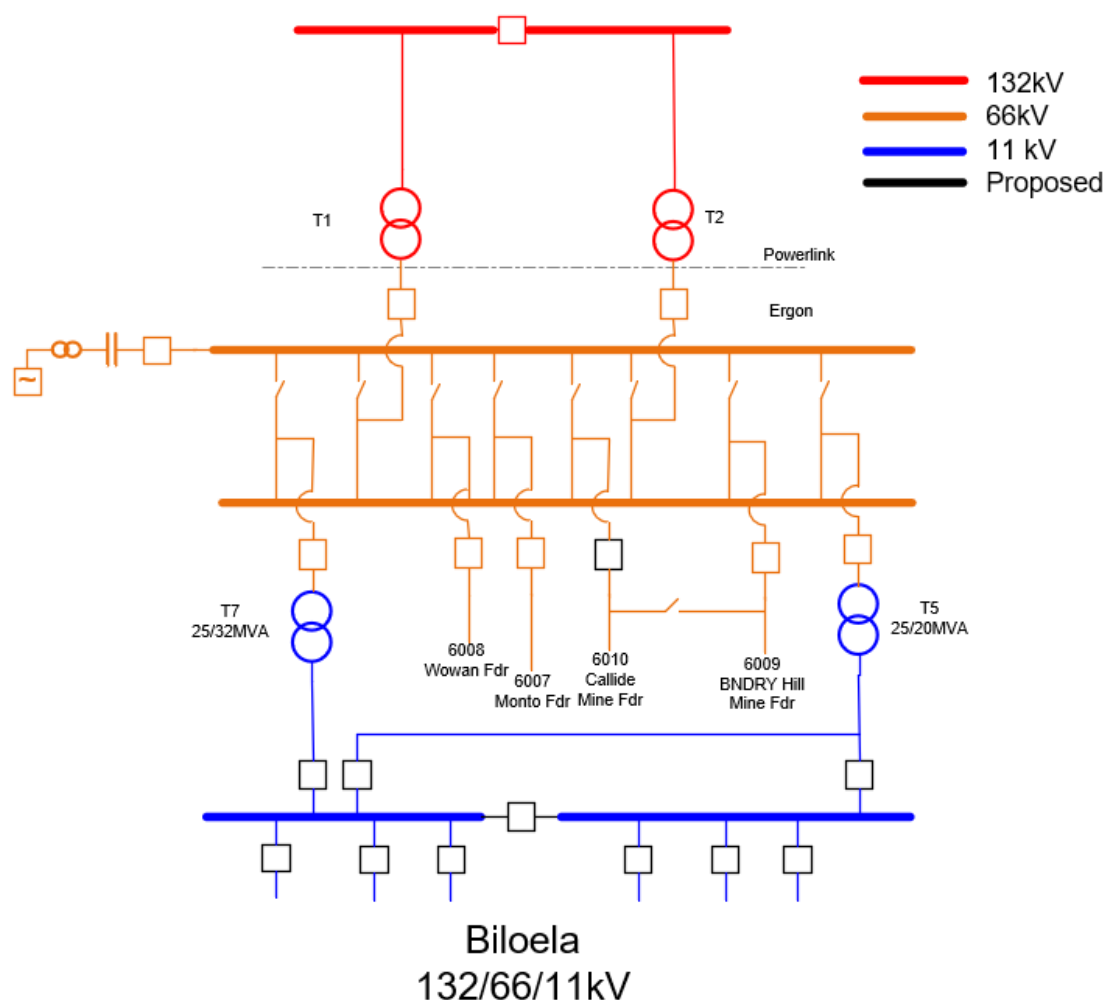 132kV
66kV
11 kV
Proposed
T1
T2
Powerlink
Ergon
~
T7
25/32MVA
T5
25/20MVA
6008
Wowan Fdr
6007
Monto Fdr
6010
Callide
Mine Fdr
6009
BNDRY Hill
Mine Fdr
Biloela
132/66/11kV